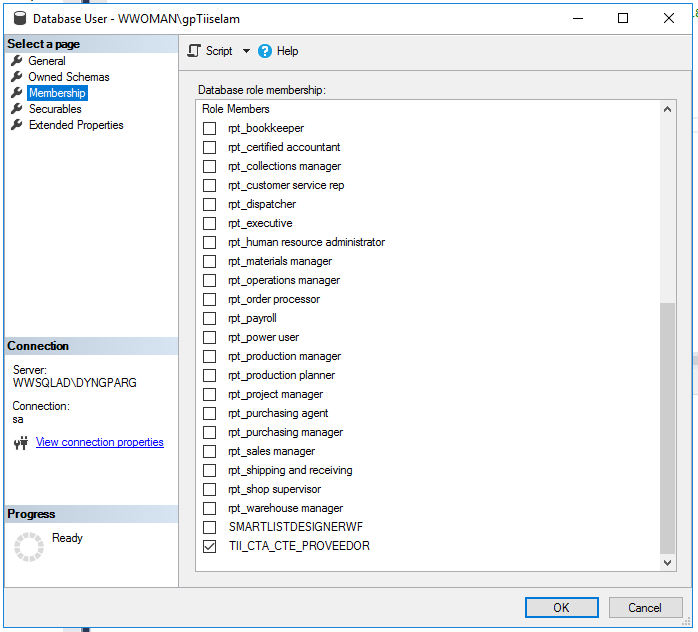 Database User - WWOMAN\gpTiiselam
Select a page
General
Owned Schemas
Membership
Securables
Extended Properties
Script
Help
Database role membership:
Role Members
rpt_bookkeeper
rpt_certified accountant
rpt_collections manager
rpt_customer service rep
rpt_dispatcher
rpt_executive
rpt_human resource administrator
rpt_materials manager
rpt_operations manager
rpt_order processor
rpt_payroll
rpt_power user
rpt_production manager
rpt_production planner
rpt_project manager
rpt_purchasing agent
rpt_purchasing manager
rpt_sales manager
rpt_shipping and receiving
rpt_shop supervisor
rpt_warehouse manager
SMARTLISTDESIGNERWF
TII_CTA_CTE_PROVEEDOR
Connection
Server:
WWSQLAD\DYNGPARG
Connection:
sa
View connection properties
Progress
Ready
OK
Cancel